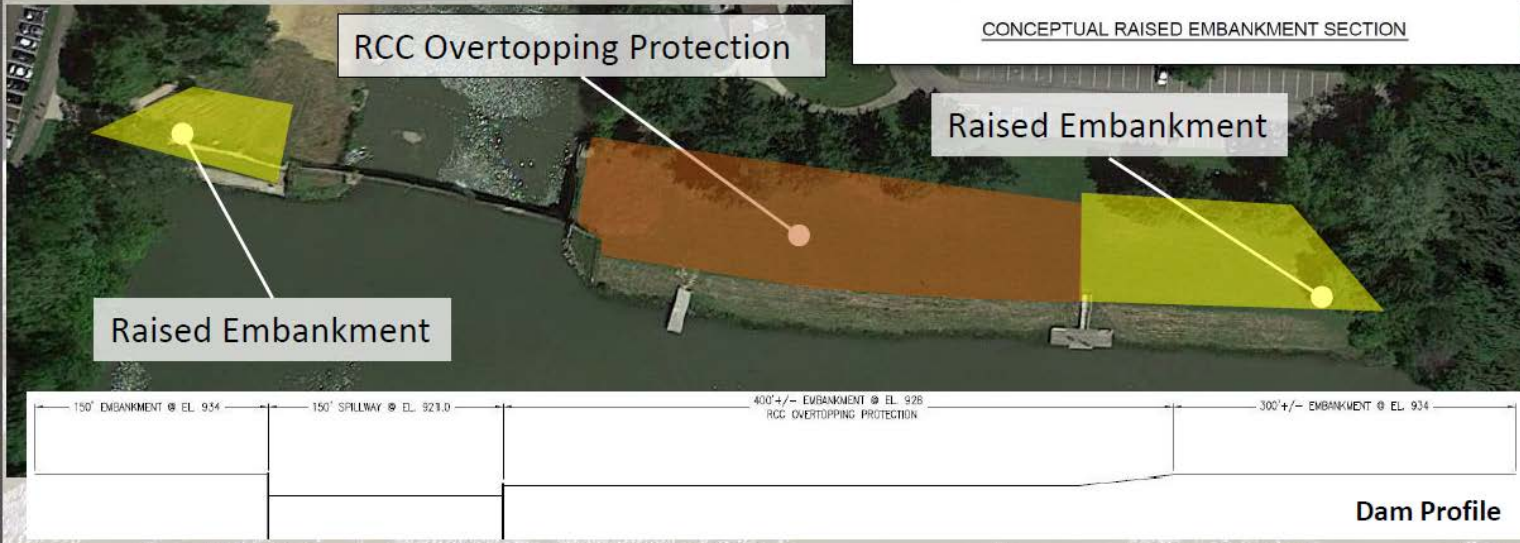 CONCEPTUAL RAISED EMBANKMENT SECTION
RCC Overtopping Protection
Raised Embankment
Raised Embankment
150' EMBANKMENT @ EL. 934
150' SPILLWAY @ EL. 921.0
400'+/- EMBANKMENT @ EL. 928
RCC OVERTOPPING PROTECTION
300'+/- EMBANKMENT @ EL. 934
Dam Profile